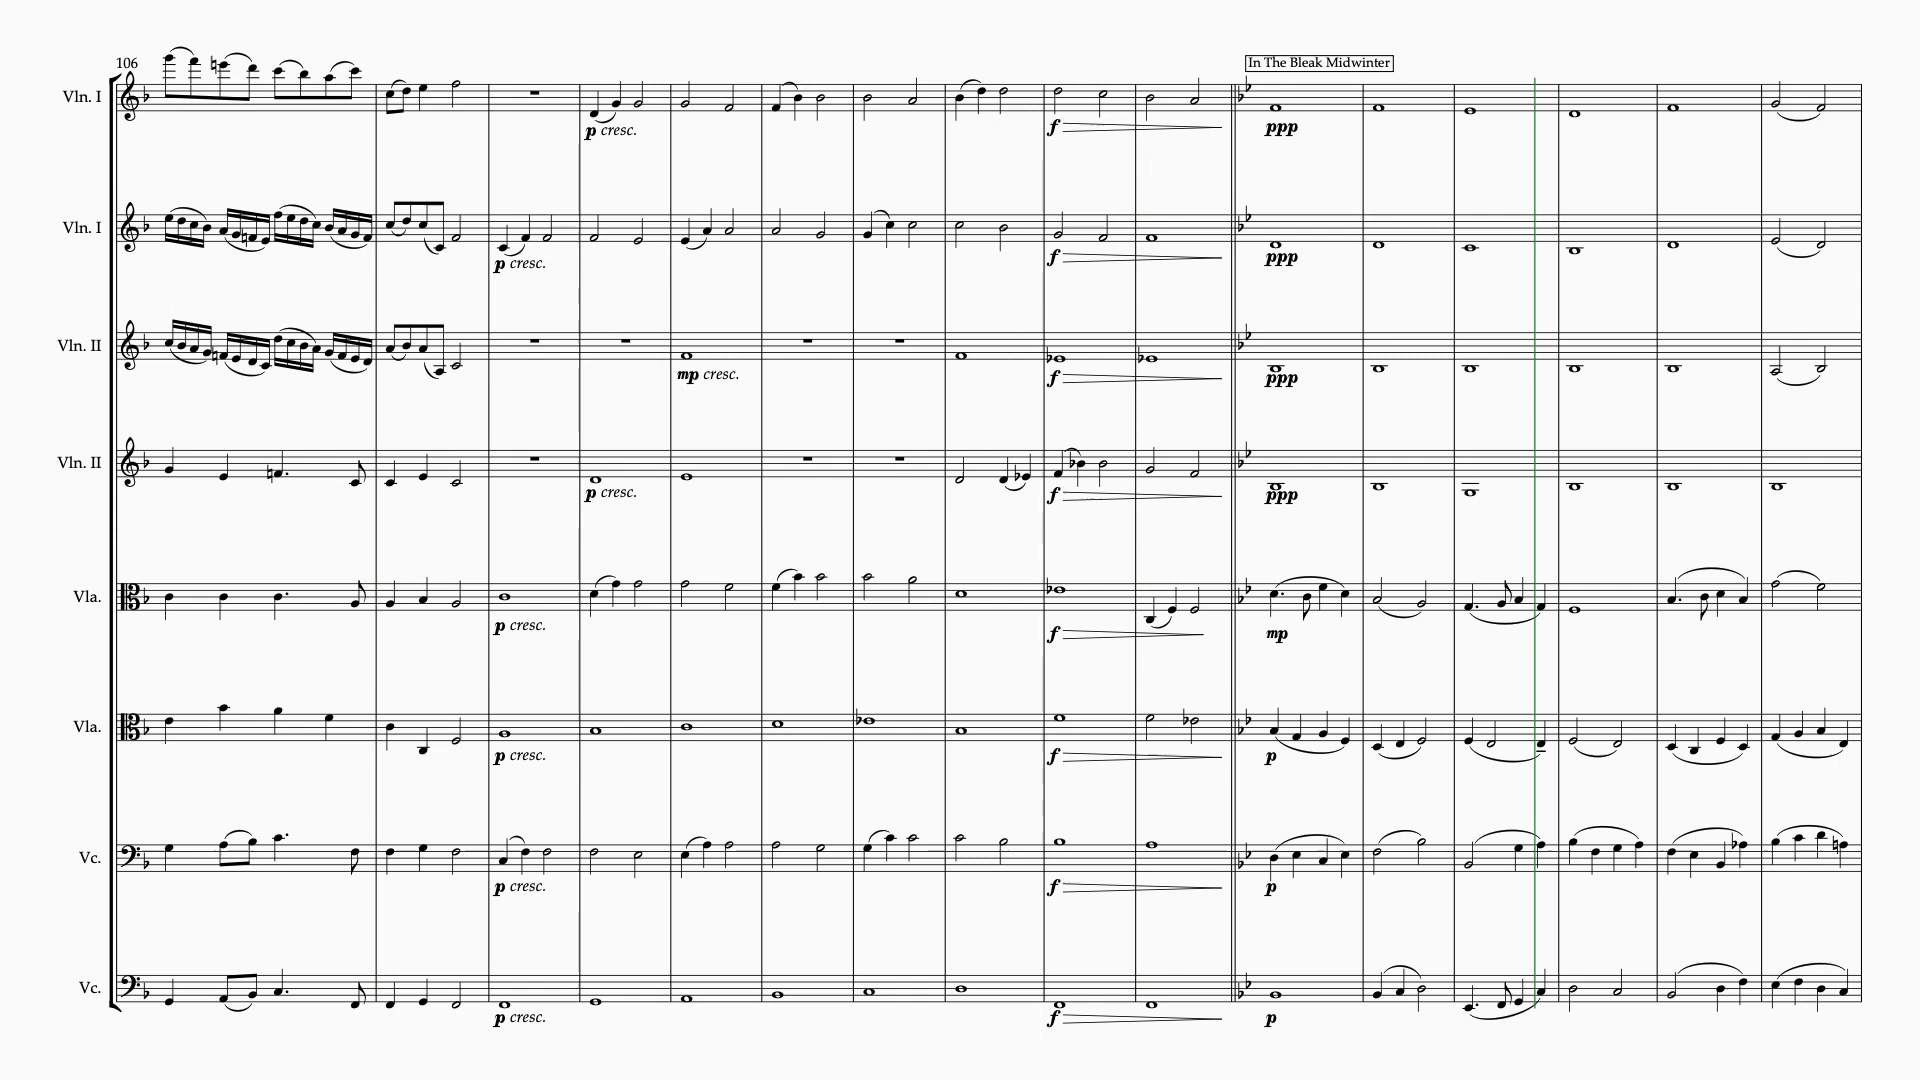 106
In The Bleak Midwinter
Vln. I
p cresc.
f
ppp
Vln. I
p cresc.
f
ppp
Vln. II
mp cresc.
f
ppp
Vln. II
p cresc.
f
ppp
Vla.
p cresc.
f
mp
Vla.
p cresc.
f
p
Vc.
p cresc.
f
p
Vc.
p cresc.
f
p